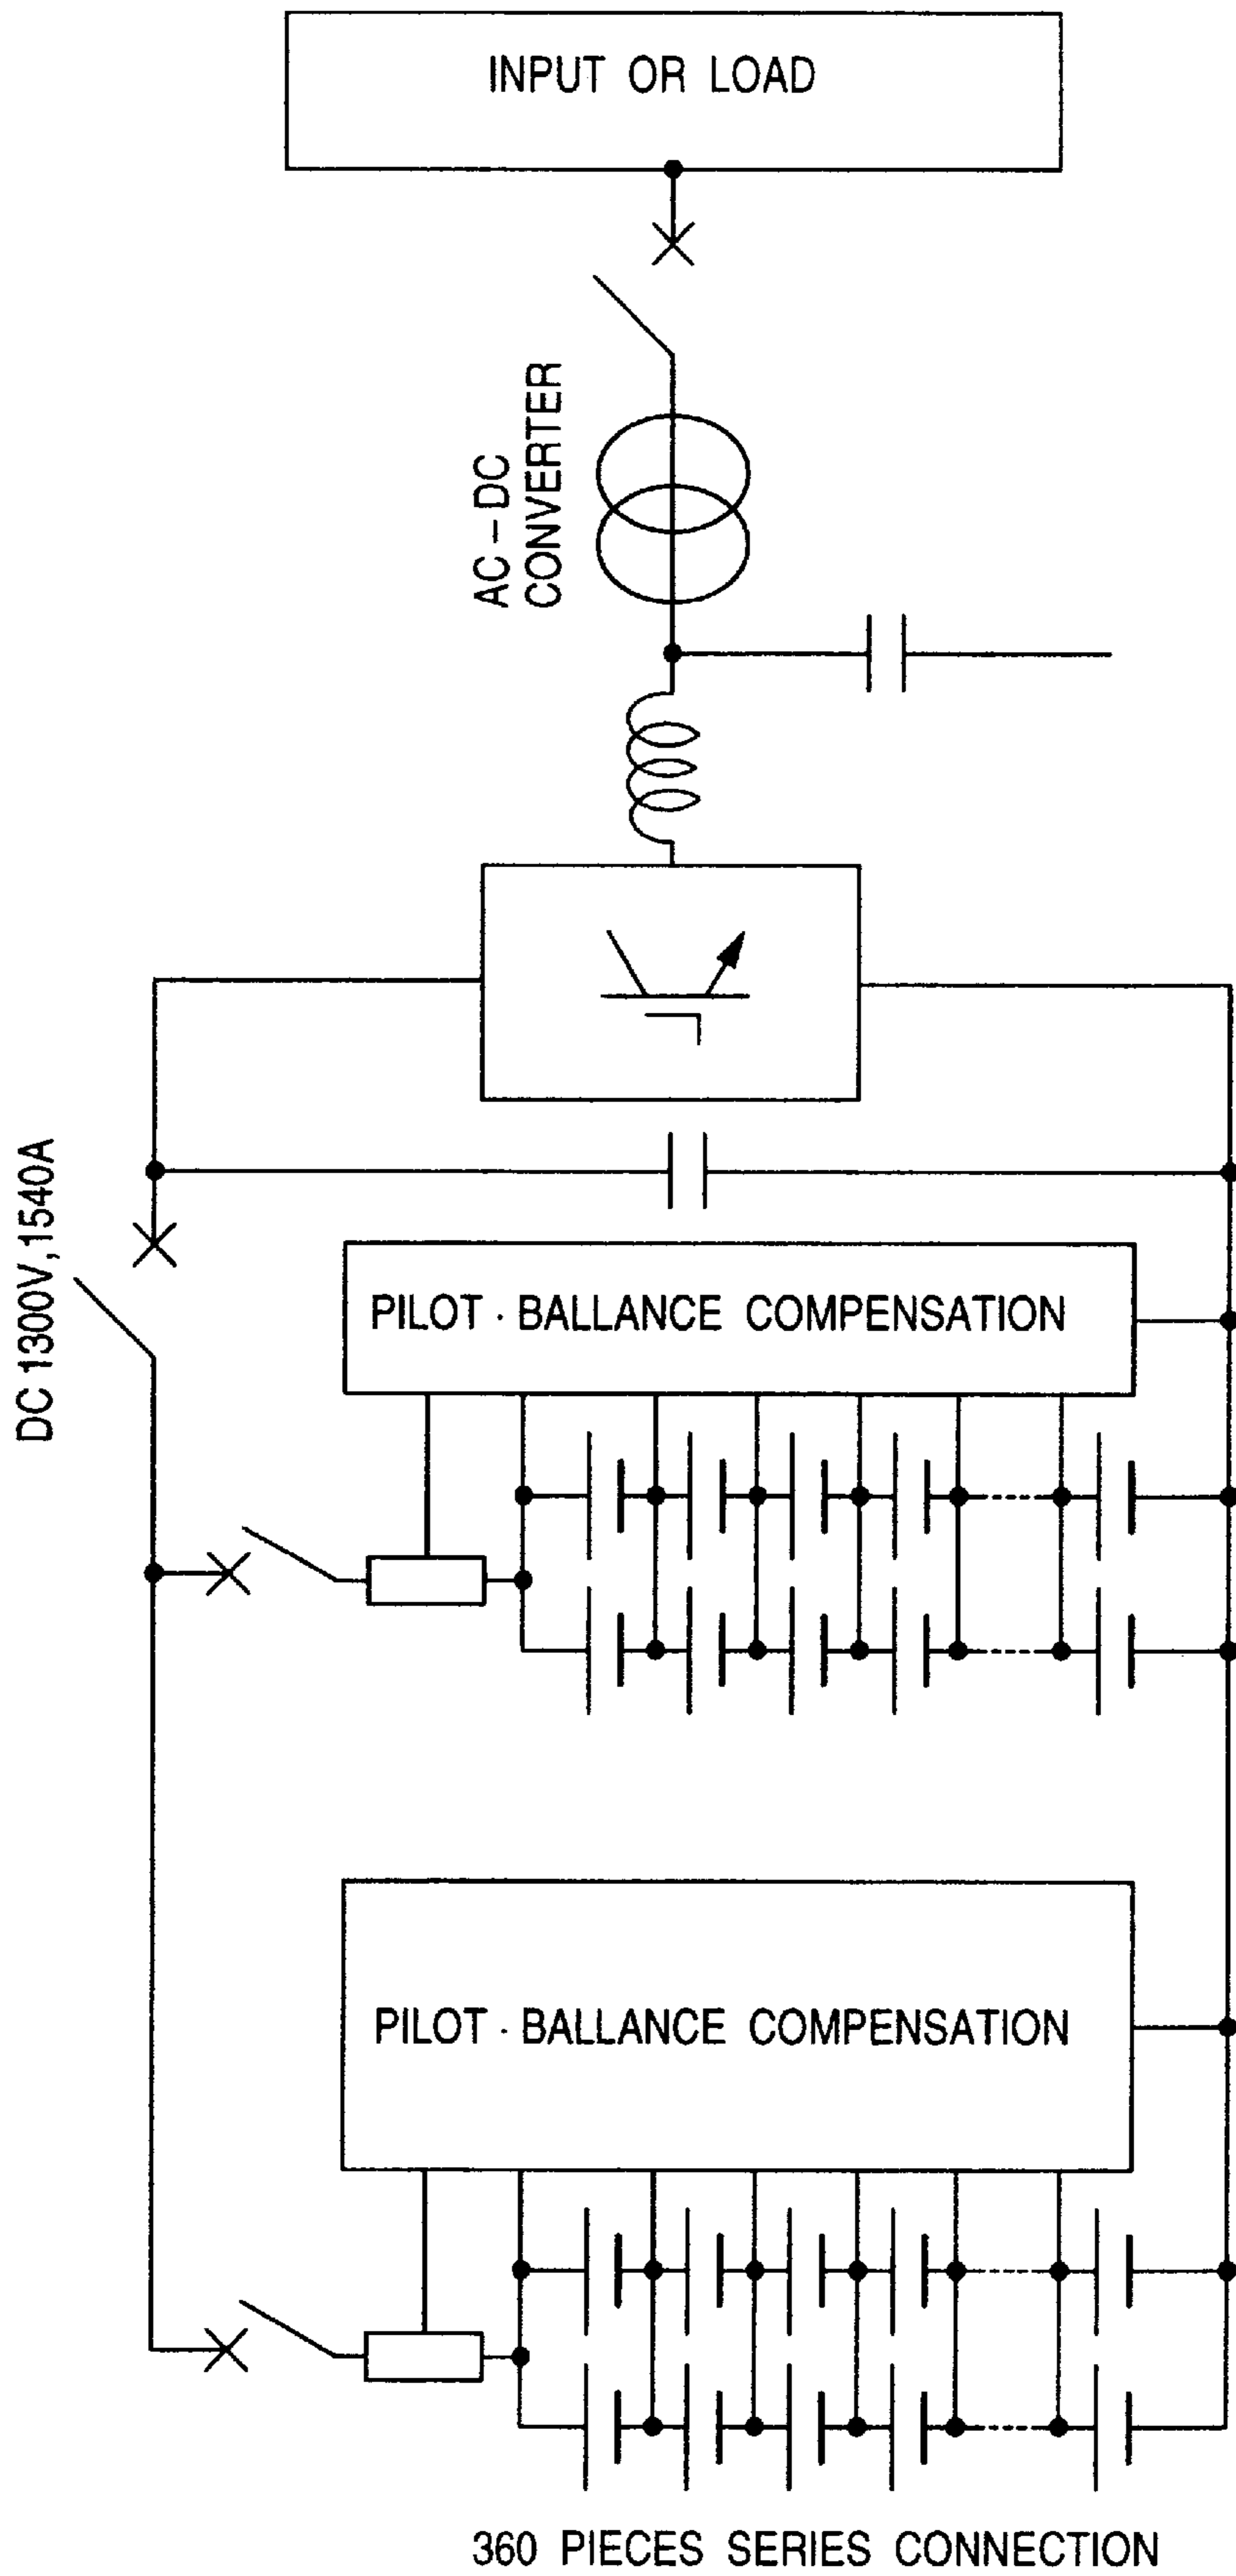 INPUT OR LOAD
AC-DC
CONVERTER
DC 1300V,1540A
PILOT · BALLANCE COMPENSATION
PILOT · BALLANCE COMPENSATION
360 PIECES SERIES CONNECTION